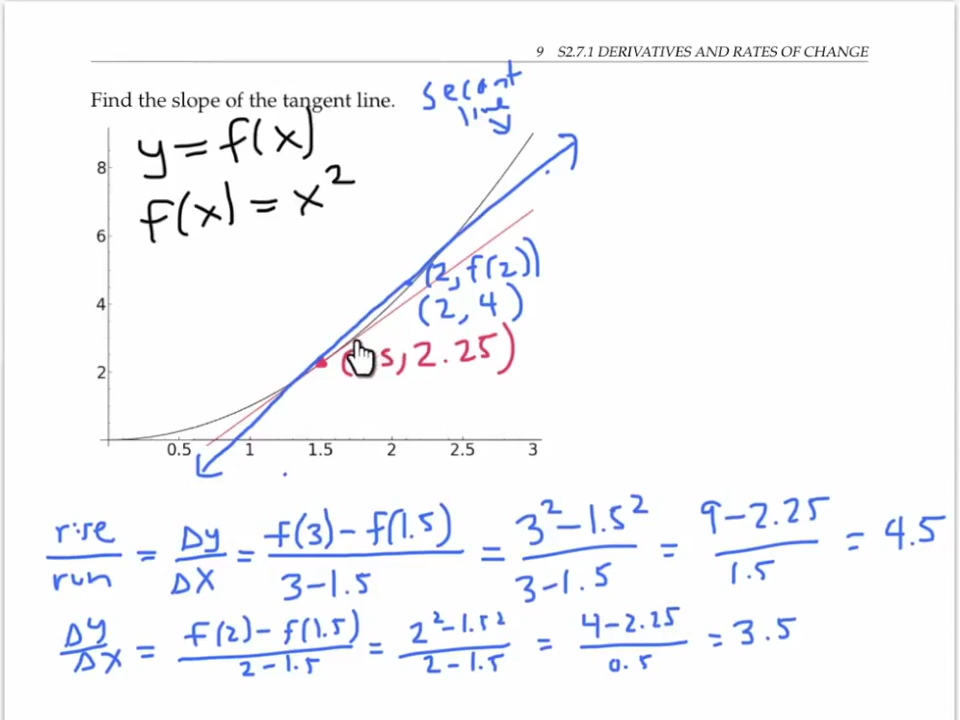 9 S2.7.1 DERIVATIVES AND RATES OF CHANGE
Find the slope of the tangent line.
secant
line
y = f(x)
f(x) = x²
8
6
4
2
(2, f(2))
(2, 4)
5, 2.25)
0.5 1 1.5 2 2.5 3
rise/run = Δy/Δx = (f(3) - f(1.5))/(3 - 1.5) = (3² - 1.5²)/(3 - 1.5) = (9 - 2.25)/1.5 = 4.5
Δy/Δx = (f(2) - f(1.5))/(2 - 1.5) = (2² - 1.5²)/(2 - 1.5) = (4 - 2.25)/0.5 = 3.5